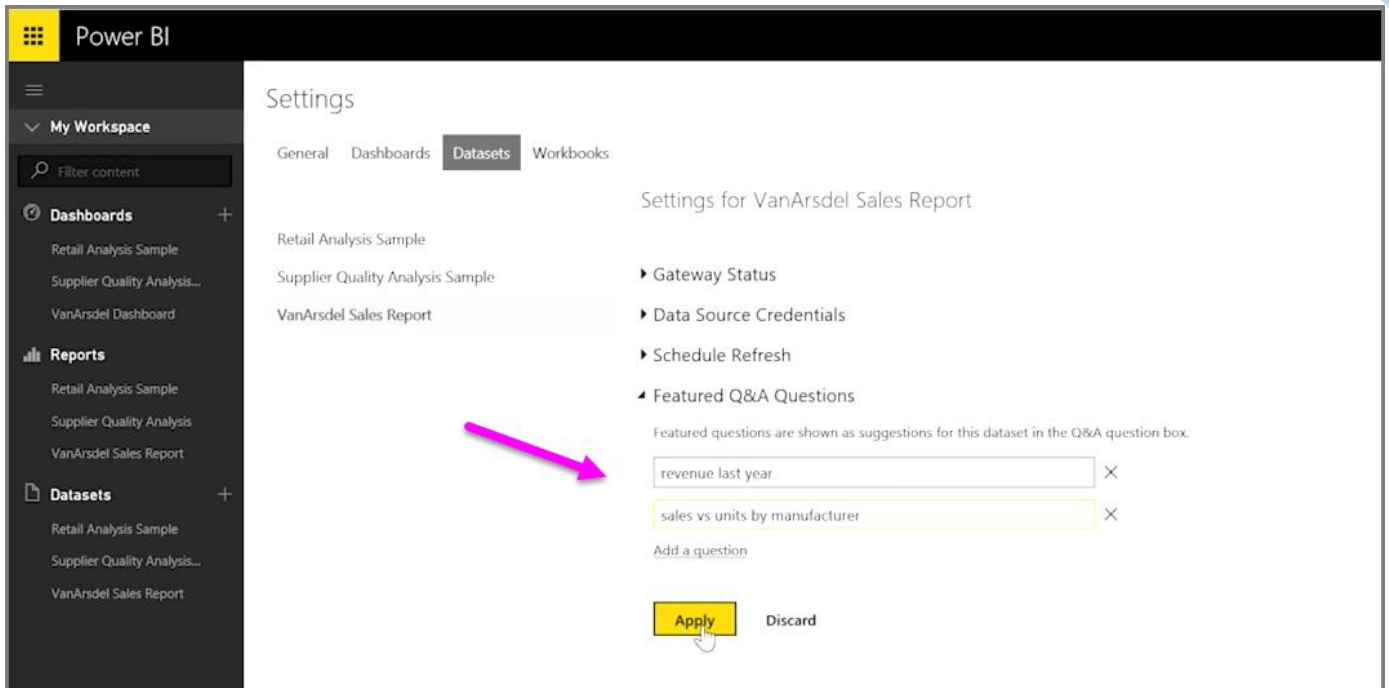 Power BI
My Workspace
Filter content
Dashboards
Retail Analysis Sample
Supplier Quality Analysis...
VanArsdel Dashboard
Reports
Retail Analysis Sample
Supplier Quality Analysis
VanArsdel Sales Report
Datasets
Retail Analysis Sample
Supplier Quality Analysis...
VanArsdel Sales Report
Settings
General Dashboards Datasets Workbooks
Retail Analysis Sample
Supplier Quality Analysis Sample
VanArsdel Sales Report
Settings for VanArsdel Sales Report
Gateway Status
Data Source Credentials
Schedule Refresh
Featured Q&A Questions
Featured questions are shown as suggestions for this dataset in the Q&A question box.
revenue last year
sales vs units by manufacturer
Add a question
Apply Discard